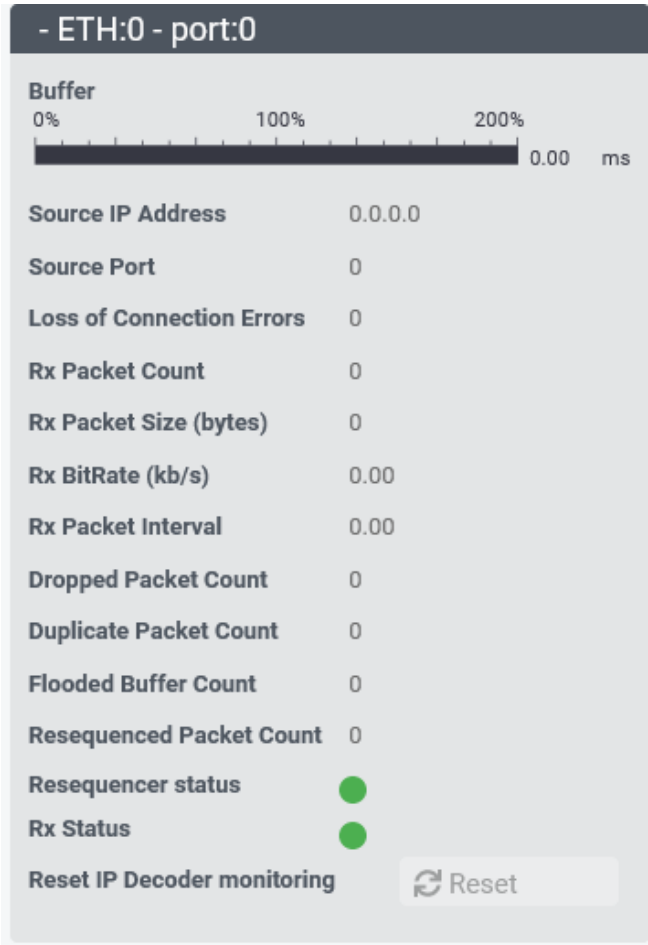 - ETH:0 - port:0
Buffer
0% 100% 200%
0.00 ms
Source IP Address 0.0.0.0
Source Port 0
Loss of Connection Errors 0
Rx Packet Count 0
Rx Packet Size (bytes) 0
Rx BitRate (kb/s) 0.00
Rx Packet Interval 0.00
Dropped Packet Count 0
Duplicate Packet Count 0
Flooded Buffer Count 0
Resequenced Packet Count 0
Resequencer status
Rx Status
Reset IP Decoder monitoring Reset